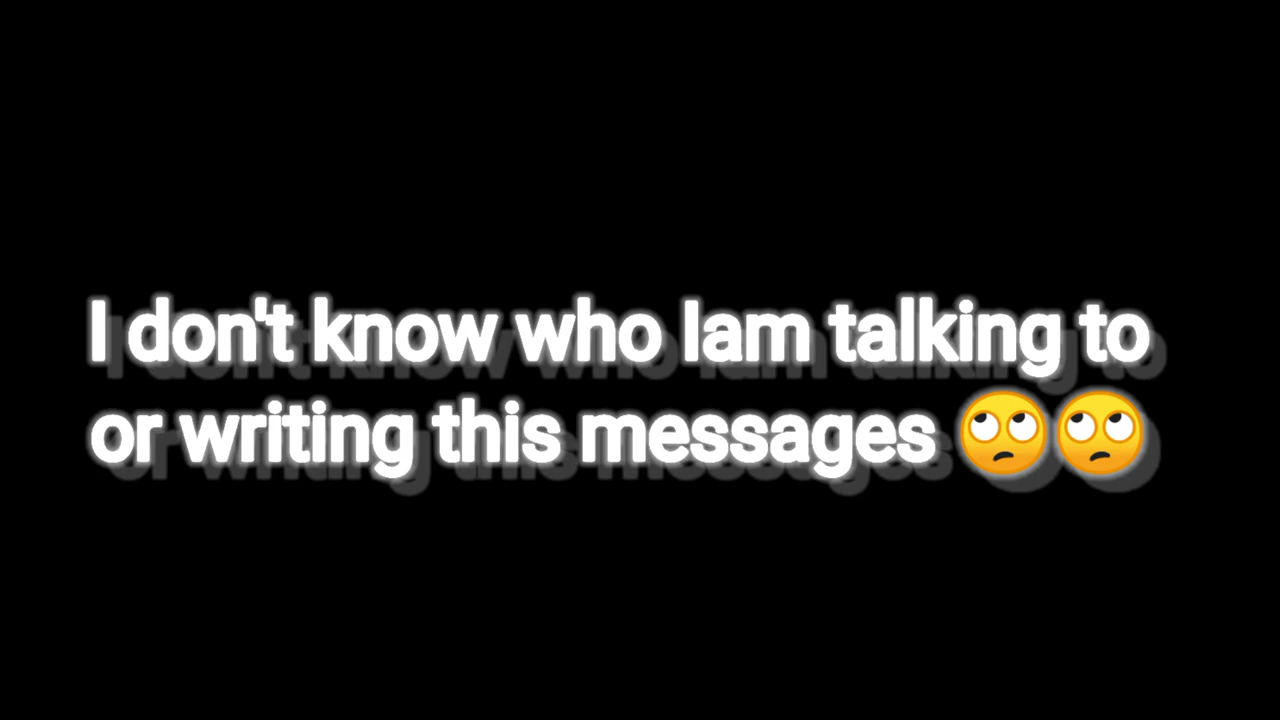 I don't know who Iam talking to
or writing this messages 🙄🙄